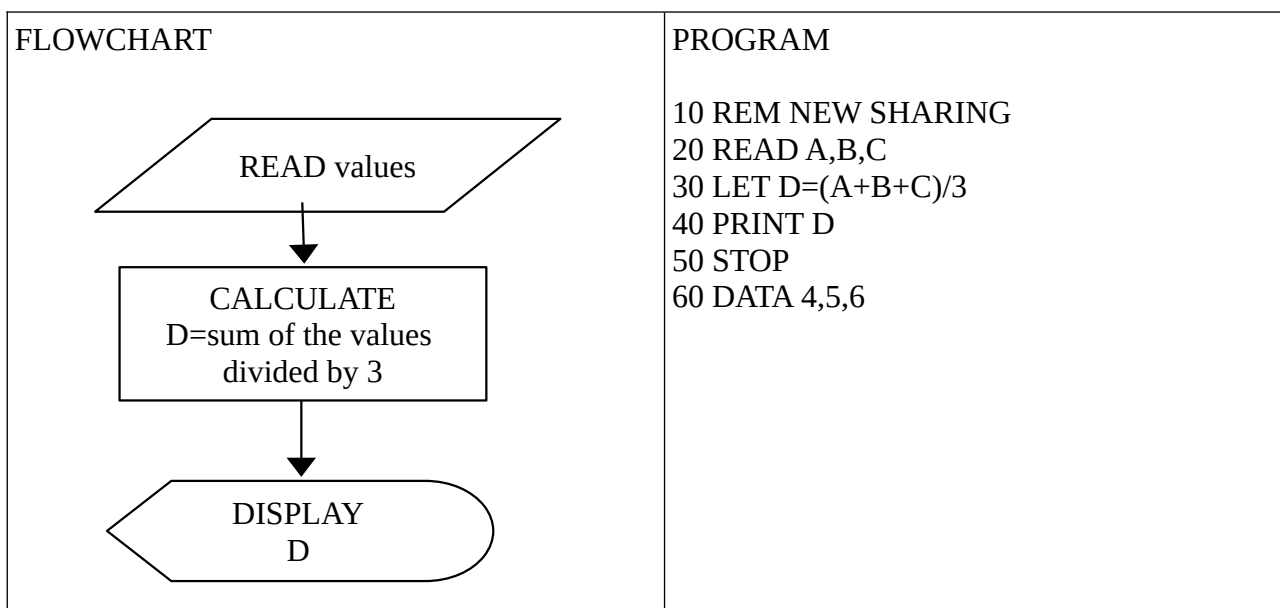 FLOWCHART
READ values
CALCULATE
D=sum of the values
divided by 3
DISPLAY
D
PROGRAM
10 REM NEW SHARING
20 READ A,B,C
30 LET D=(A+B+C)/3
40 PRINT D
50 STOP
60 DATA 4,5,6